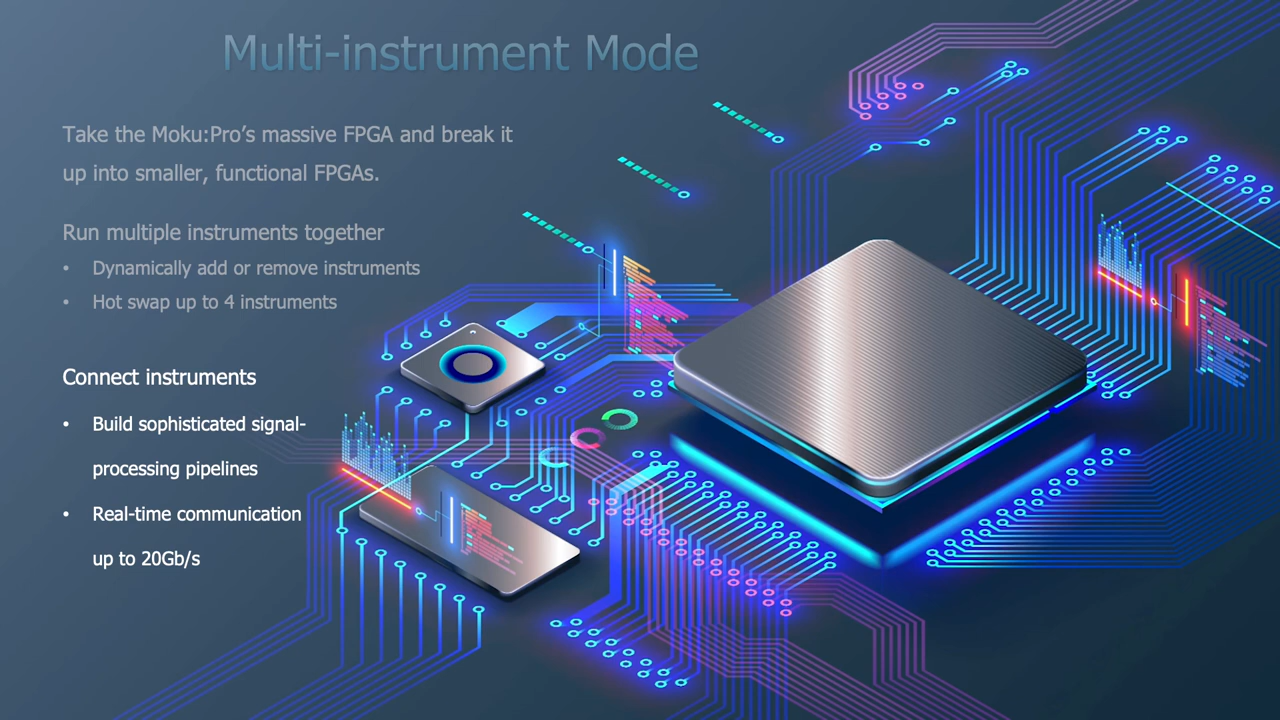 Multi-instrument Mode
Take the Moku:Pro’s massive FPGA and break it
up into smaller, functional FPGAs.
Run multiple instruments together
• Dynamically add or remove instruments
• Hot swap up to 4 instruments
Connect instruments
• Build sophisticated signal-
processing pipelines
• Real-time communication
up to 20Gb/s